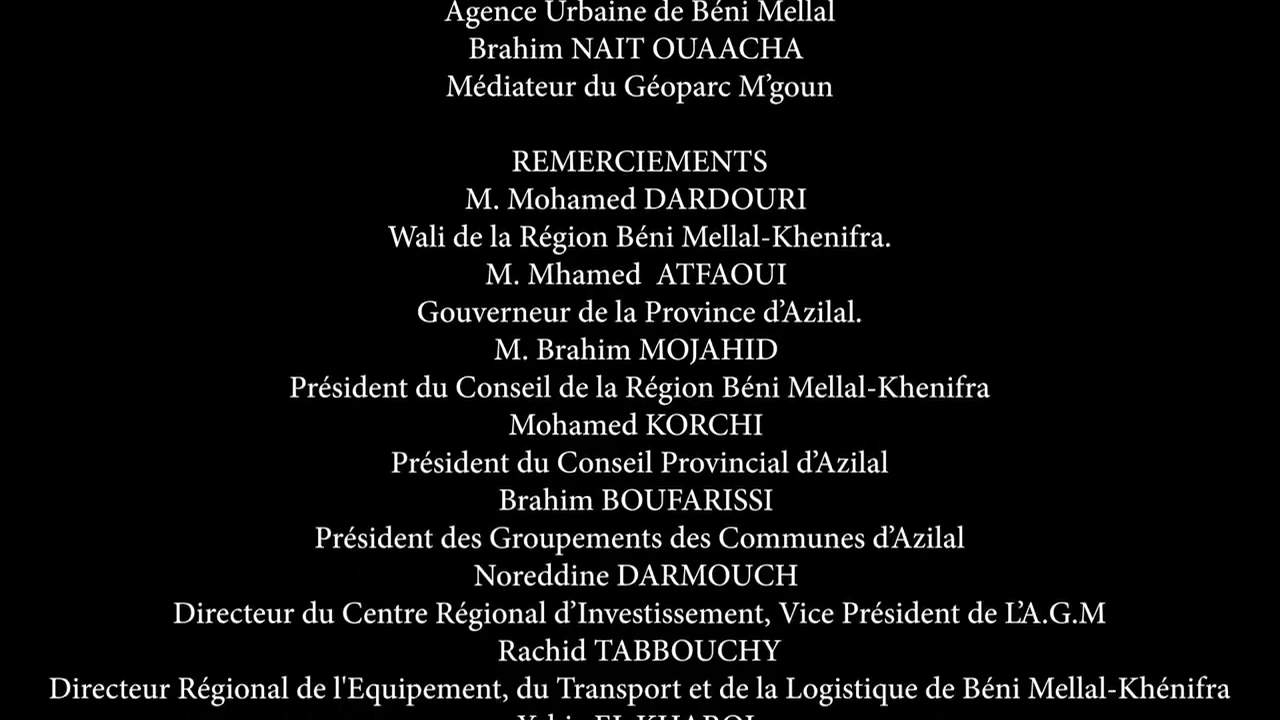 Agence Urbaine de Béni Mellal
Brahim NAIT OUAACHA
Médiateur du Géoparc M’goun
REMERCIEMENTS
M. Mohamed DARDOURI
Wali de la Région Béni Mellal-Khenifra.
M. Mhamed  ATFAOUI
Gouverneur de la Province d’Azilal.
M. Brahim MOJAHID
Président du Conseil de la Région Béni Mellal-Khenifra
Mohamed KORCHI
Président du Conseil Provincial d’Azilal
Brahim BOUFARISSI
Président des Groupements des Communes d’Azilal
Noreddine DARMOUCH
Directeur du Centre Régional d’Investissement, Vice Président de L’A.G.M
Rachid TABBOUCHY
Directeur Régional de l'Equipement, du Transport et de la Logistique de Béni Mellal-Khénifra